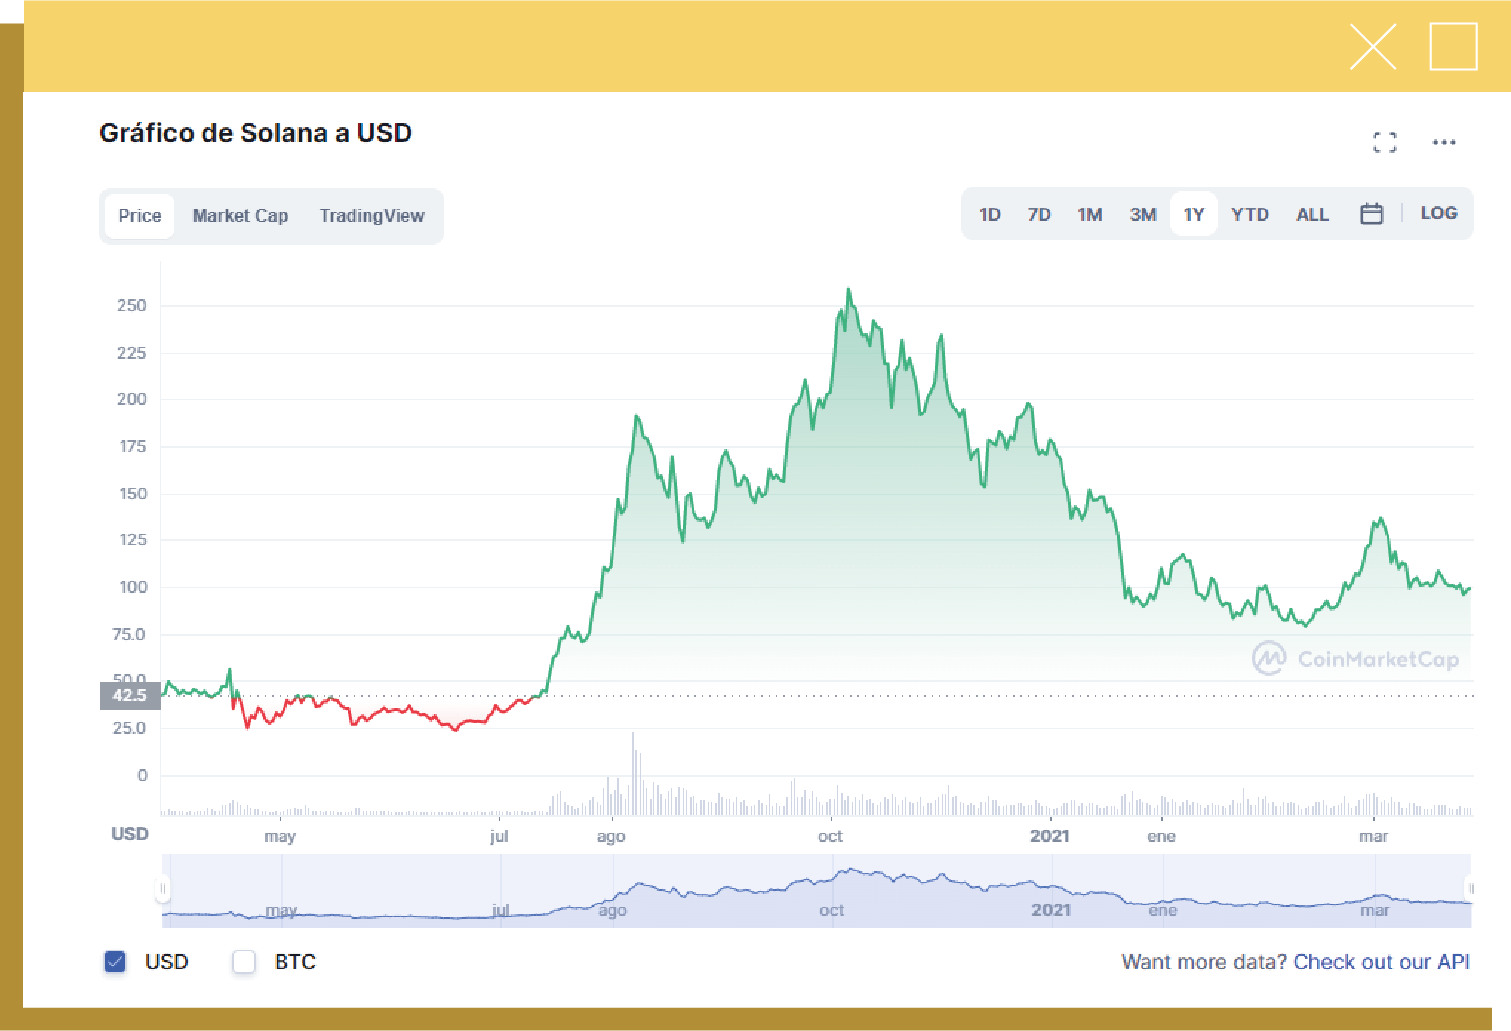 Gráfico de Solana a USD
Price Market Cap TradingView
1D 7D 1M 3M 1Y YTD ALL LOG
250
225
200
175
150
125
100
75.0
50.0
42.5
25.0
0
CoinMarketCap
USD may jul ago oct 2021 ene mar
may jul ago oct 2021 ene mar
USD BTC
Want more data? Check out our API